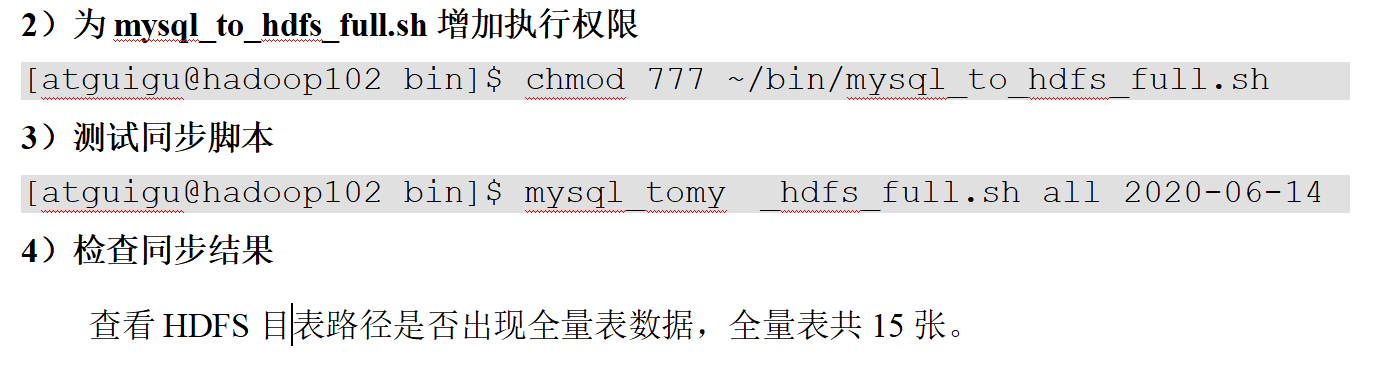 2）为 mysql_to_hdfs_full.sh 增加执行权限
[atguigu@hadoop102 bin]$ chmod 777 ~/bin/mysql_to_hdfs_full.sh
3）测试同步脚本
[atguigu@hadoop102 bin]$ mysql_tomy  _hdfs_full.sh all 2020-06-14
4）检查同步结果
查看 HDFS 目表路径是否出现全量表数据，全量表共 15 张。